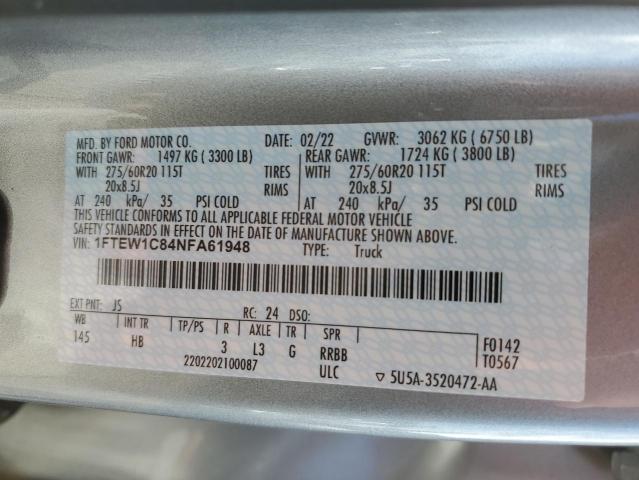 MFD. BY FORD MOTOR CO. DATE: 02/22 GVWR: 3062 KG ( 6750 LB)
FRONT GAWR: 1497 KG ( 3300 LB) REAR GAWR: 1724 KG ( 3800 LB)
WITH 275/60R20 115T TIRES WITH 275/60R20 115T TIRES
20x8.5J RIMS 20x8.5J RIMS
AT 240 kPa/ 35 PSI COLD AT 240 kPa/ 35 PSI COLD
THIS VEHICLE CONFORMS TO ALL APPLICABLE FEDERAL MOTOR VEHICLE
SAFETY STANDARDS IN EFFECT ON THE DATE OF MANUFACTURE SHOWN ABOVE.
VIN: 1FTEW1C84NFA61948 TYPE: Truck
EXT PNT: JS RC: 24 DSO:
WB INT TR TP/PS R AXLE TR SPR F0142
145 HB 3 L3 G RRBB T0567
2202202100087 ULC 5U5A-3520472-AA